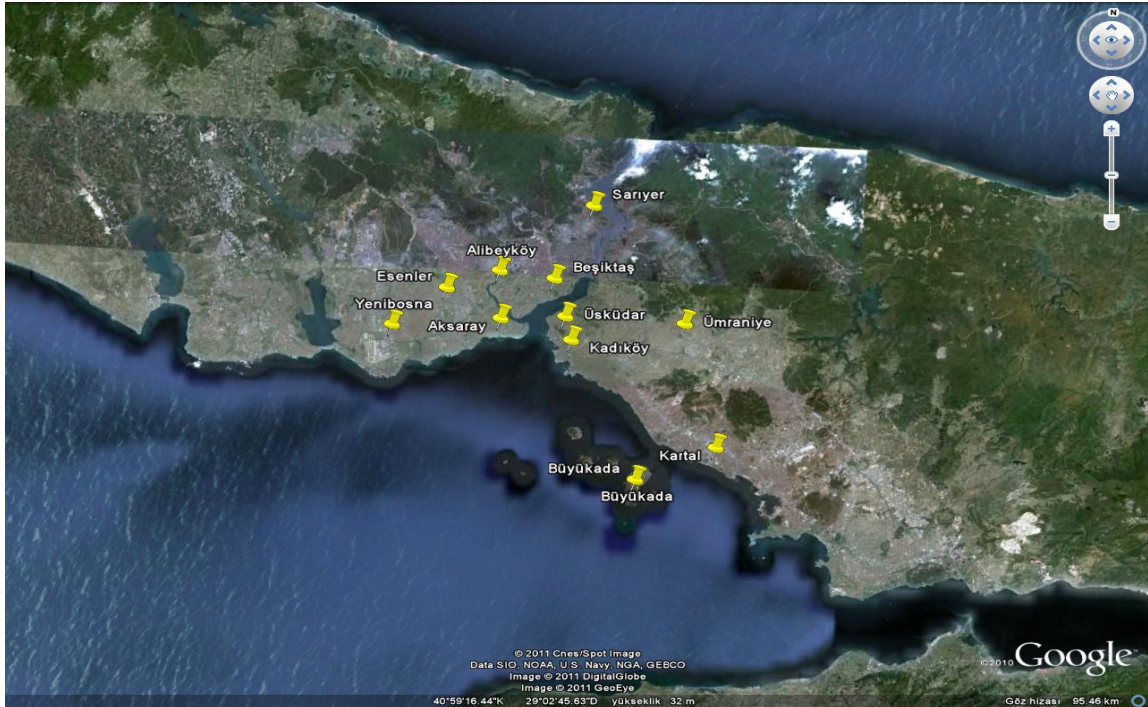 N
Sarıyer
Alibeyköy
Beşiktaş
Esenler
Yenibosna
Aksaray
Üsküdar
Ümraniye
Kadıköy
Kartal
Büyükada
Büyükada
© 2011 Cnes/Spot Image
Data SIO, NOAA, U.S. Navy, NGA, GEBCO
Image © 2011 DigitalGlobe
Image © 2011 GeoEye
©2010 Google
40°59'16.44"K 29°02'45.63"D yükseklik 32 m Göz hizası 95.46 km